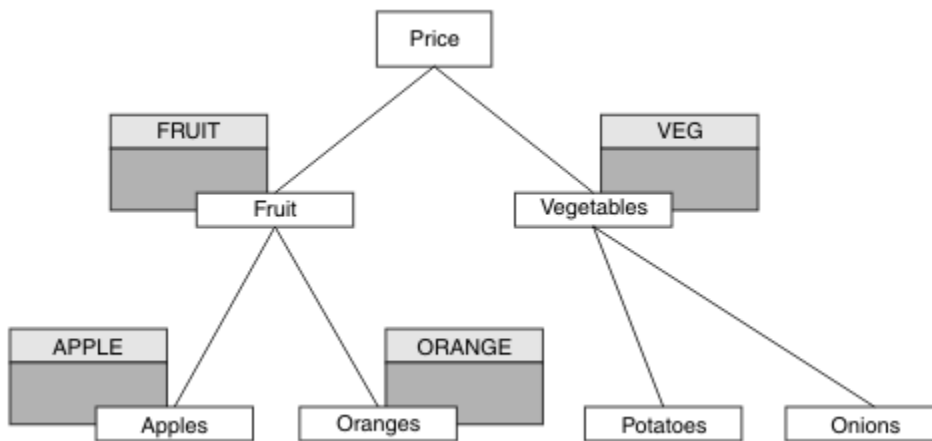 Price
FRUIT
VEG
Fruit
Vegetables
APPLE
ORANGE
Apples
Oranges
Potatoes
Onions